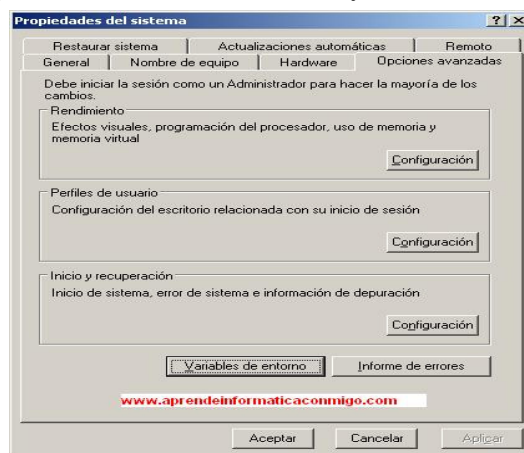 Propiedades del sistema
Restaurar sistema Actualizaciones automáticas Remoto
General Nombre de equipo Hardware Opciones avanzadas
Debe iniciar la sesión como un Administrador para hacer la mayoría de los
cambios.
Rendimiento
Efectos visuales, programación del procesador, uso de memoria y
memoria virtual
Configuración
Perfiles de usuario
Configuración del escritorio relacionada con su inicio de sesión
Configuración
Inicio y recuperación
Inicio de sistema, error de sistema e información de depuración
Configuración
Variables de entorno Informe de errores
www.aprendeinformaticaconmigo.com
Aceptar Cancelar Aplicar